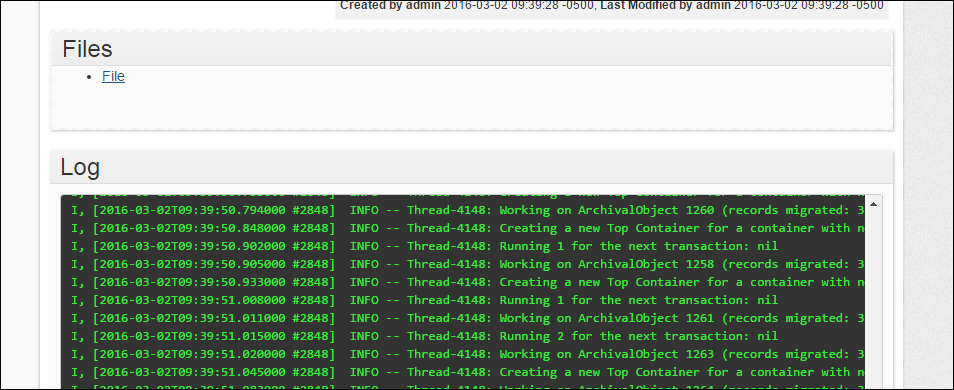 Created by admin 2016-03-02 09:39:28 -0500, Last Modified by admin 2016-03-02 09:39:28 -0500
Files
• File
Log
I, [2016-03-02T09:39:50.794000 #2848]  INFO -- Thread-4148: Working on ArchivalObject 1260 (records migrated: 3
I, [2016-03-02T09:39:50.848000 #2848]  INFO -- Thread-4148: Creating a new Top Container for a container with n
I, [2016-03-02T09:39:50.902000 #2848]  INFO -- Thread-4148: Running 1 for the next transaction: nil
I, [2016-03-02T09:39:50.905000 #2848]  INFO -- Thread-4148: Working on ArchivalObject 1258 (records migrated: 3
I, [2016-03-02T09:39:50.933000 #2848]  INFO -- Thread-4148: Creating a new Top Container for a container with n
I, [2016-03-02T09:39:51.008000 #2848]  INFO -- Thread-4148: Running 1 for the next transaction: nil
I, [2016-03-02T09:39:51.011000 #2848]  INFO -- Thread-4148: Working on ArchivalObject 1261 (records migrated: 3
I, [2016-03-02T09:39:51.015000 #2848]  INFO -- Thread-4148: Running 2 for the next transaction: nil
I, [2016-03-02T09:39:51.020000 #2848]  INFO -- Thread-4148: Working on ArchivalObject 1263 (records migrated: 3
I, [2016-03-02T09:39:51.045000 #2848]  INFO -- Thread-4148: Creating a new Top Container for a container with n